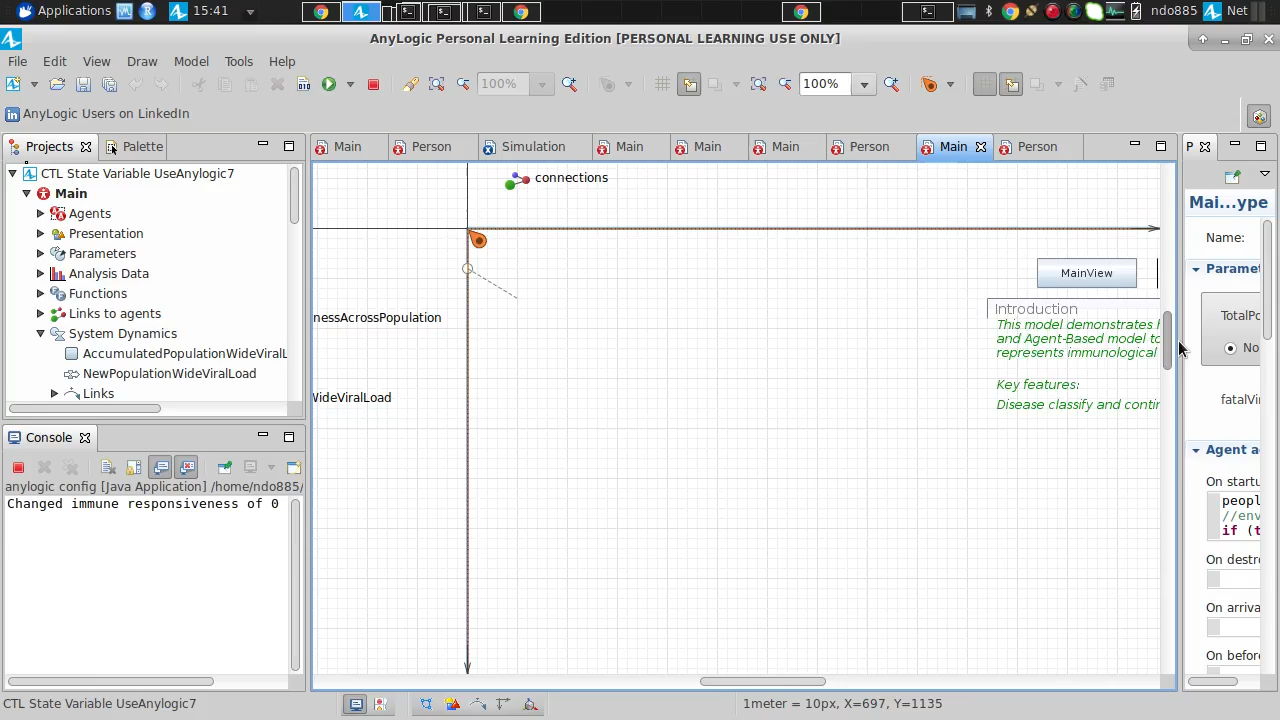 Applications 15:41 ndo885 Net
AnyLogic Personal Learning Edition [PERSONAL LEARNING USE ONLY]
File Edit View Draw Model Tools Help
100% 100%
AnyLogic Users on LinkedIn
Projects Palette
Main Person Simulation Main Main Main Person Main Person
P
CTL State Variable UseAnylogic7
Main
Agents
Presentation
Parameters
Analysis Data
Functions
Links to agents
System Dynamics
AccumulatedPopulationWideViralL
NewPopulationWideViralLoad
Links
Console
anylogic config [Java Application] /home/ndo885/
Changed immune responsiveness of 0
connections
nessAcrossPopulation
WideViralLoad
MainView
Introduction
This model demonstrates h
and Agent-Based model to
represents immunological
Key features:
Disease classify and contin
Mai...ype
Name:
Paramet
TotalPo
No
fatalVir
Agent a
On startu
peopl
//env
if (t
On destro
On arriva
On before
CTL State Variable UseAnylogic7
1meter = 10px, X=697, Y=1135